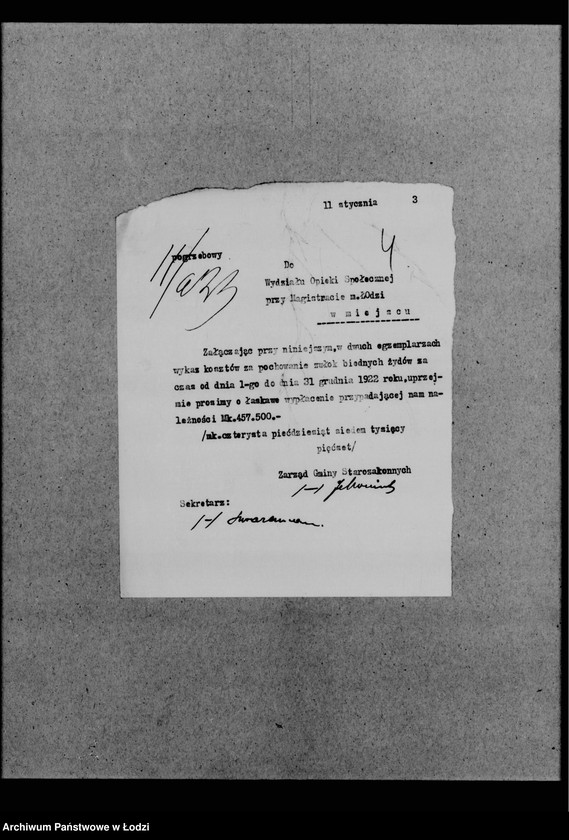 11 stycznia 3
pogrzebowy
4
Do
Wydziału Opieki Społecznej
przy Magistracie m.Łodzi
w miejscu
Załączając przy niniejszym,w dwuch egzemplarzach
wykaz kosztów za pochowanie zwłok biednych żydów za
czas od dnia 1-go do dnia 31 grudnia 1922 roku,uprzej-
mie prosimy o łaskawe wypłacenie przypadającej nam na-
leżności Mk.457.500.-
/mk.czterysta pięćdziesiąt siedem tysięcy
pięćset/
Zarząd Gminy Starozakonnych
/-/
Sekretarz:
/-/
Archiwum Państwowe w Łodzi